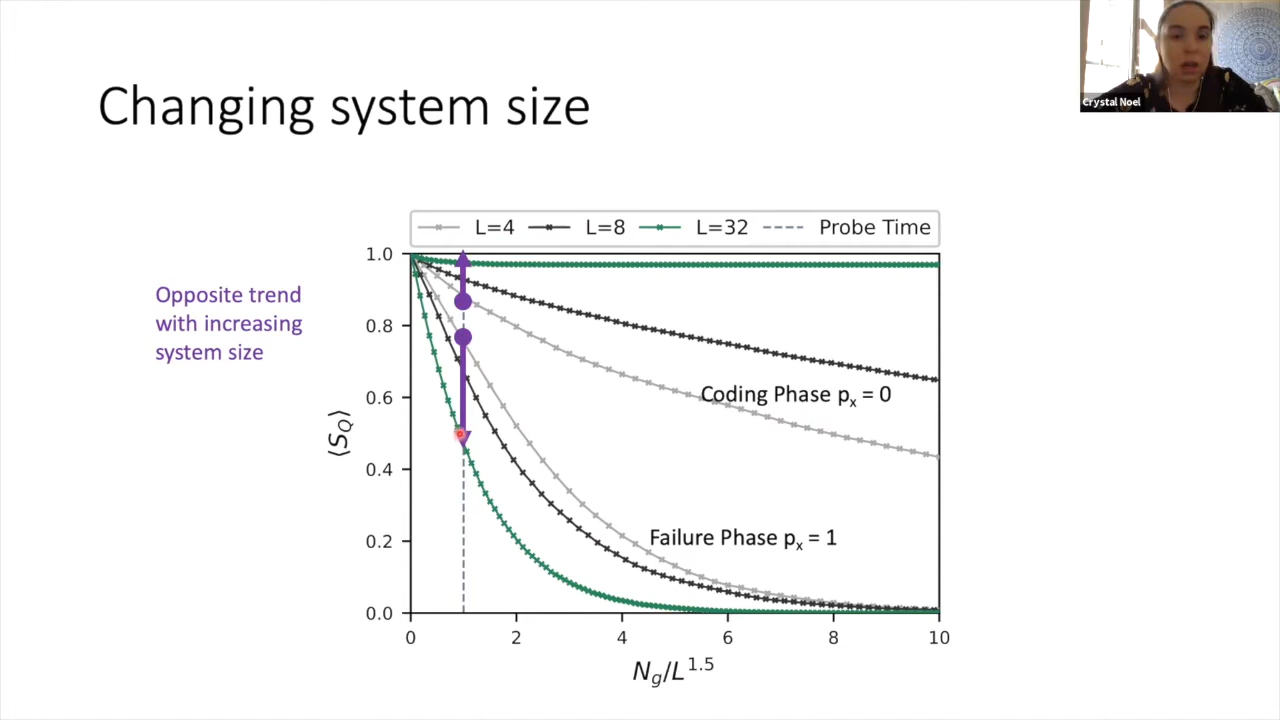 Crystal Noel
Changing system size
L=4 L=8 L=32 Probe Time
Opposite trend
with increasing
system size
1.0
0.8
0.6
0.4
0.2
0.0
⟨S_Q⟩
Coding Phase pₓ = 0
Failure Phase pₓ = 1
0 2 4 6 8 10
N_g/L^1.5